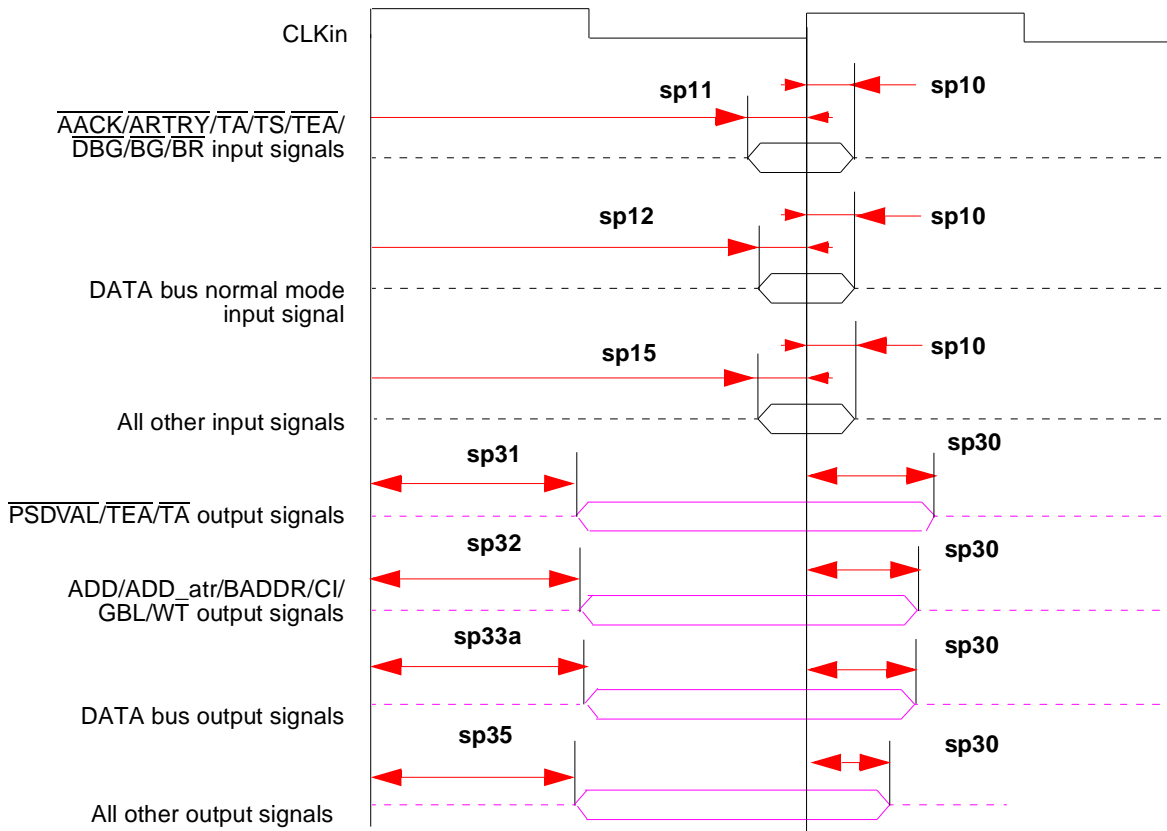 CLKin
sp11
sp10
AACK/ARTRY/TA/TS/TEA/
DBG/BG/BR input signals
sp12
sp10
DATA bus normal mode
input signal
sp15
sp10
All other input signals
sp31
sp30
PSDVAL/TEA/TA output signals
sp32
sp30
ADD/ADD_atr/BADDR/CI/
GBL/WT output signals
sp33a
sp30
DATA bus output signals
sp35
sp30
All other output signals